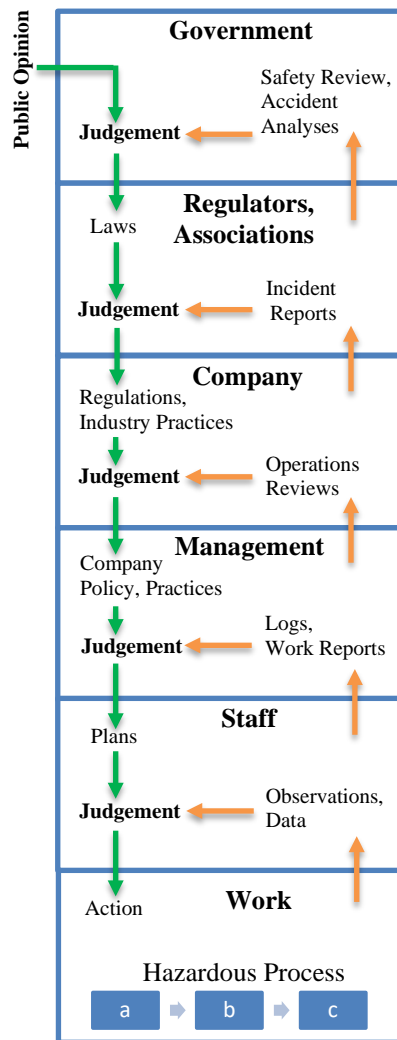 Public Opinion
Government
Safety Review,
Accident
Analyses
Judgement
Regulators,
Associations
Laws
Judgement
Incident
Reports
Company
Regulations,
Industry Practices
Judgement
Operations
Reviews
Management
Company
Policy, Practices
Judgement
Logs,
Work Reports
Staff
Plans
Judgement
Observations,
Data
Work
Action
Hazardous Process
a
b
c